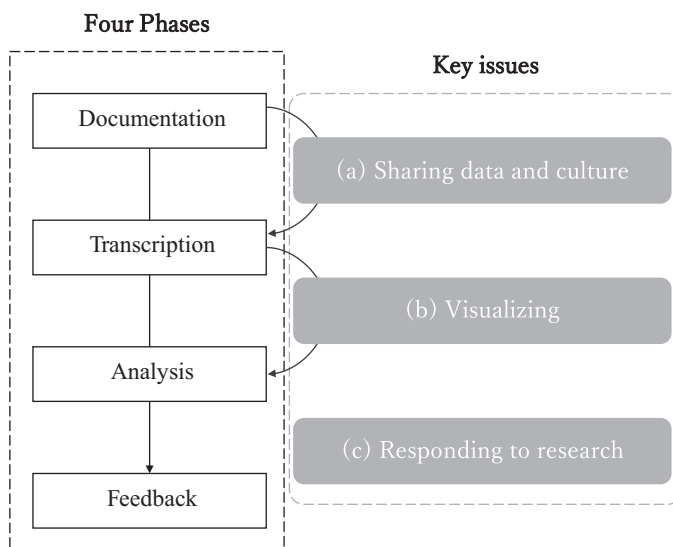 Four Phases
Key issues
Documentation
(a) Sharing data and culture
Transcription
(b) Visualizing
Analysis
(c) Responding to research
Feedback